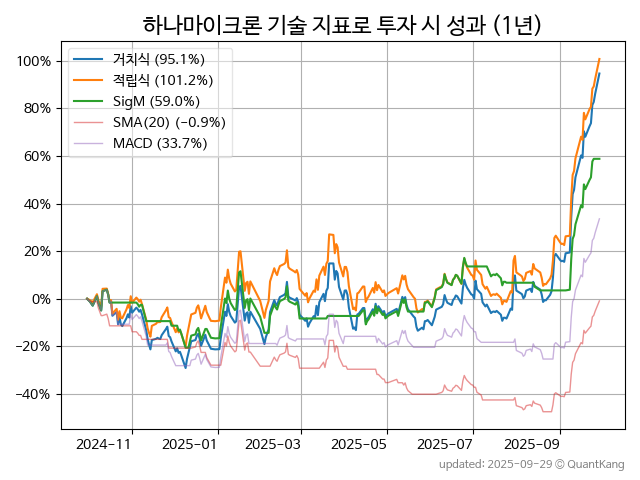 하나마이크론 기술 지표로 투자 시 성과 (1년)
거치식 (95.1%)
적립식 (101.2%)
SigM (59.0%)
SMA(20) (-0.9%)
MACD (33.7%)
100%
80%
60%
40%
20%
0%
-20%
-40%
2024-11 2025-01 2025-03 2025-05 2025-07 2025-09
updated: 2025-09-29 © QuantKang